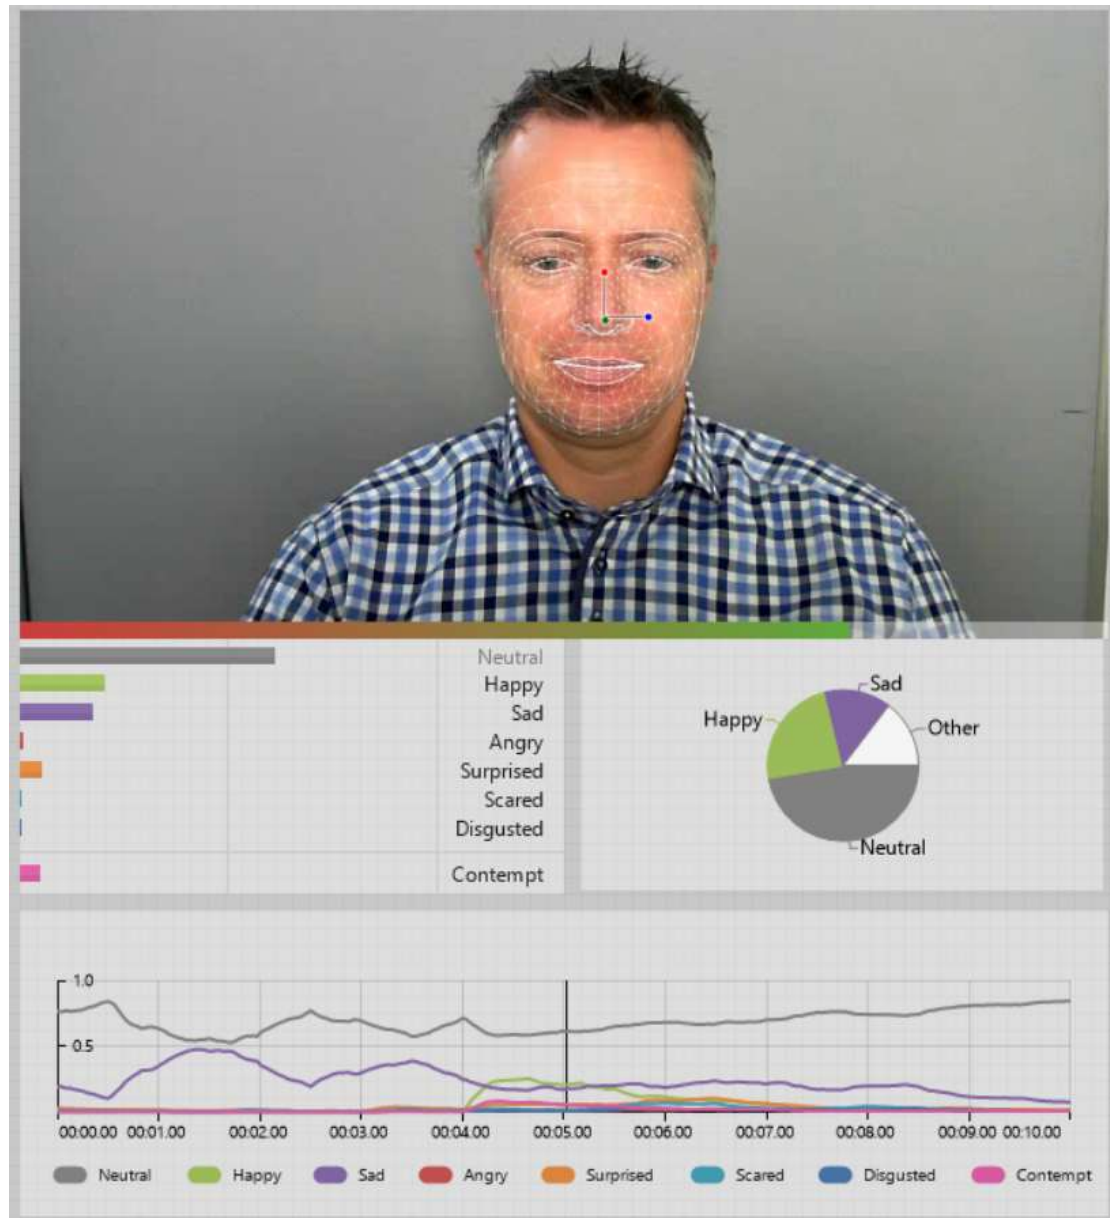 Neutral
Happy
Sad
Angry
Surprised
Scared
Disgusted
Contempt
Sad
Happy
Other
Neutral
1.0
0.5
00:00.00 00:01.00 00:02.00 00:03.00 00:04.00 00:05.00 00:06.00 00:07.00 00:08.00 00:09.00 00:10.00
Neutral Happy Sad Angry Surprised Scared Disgusted Contempt